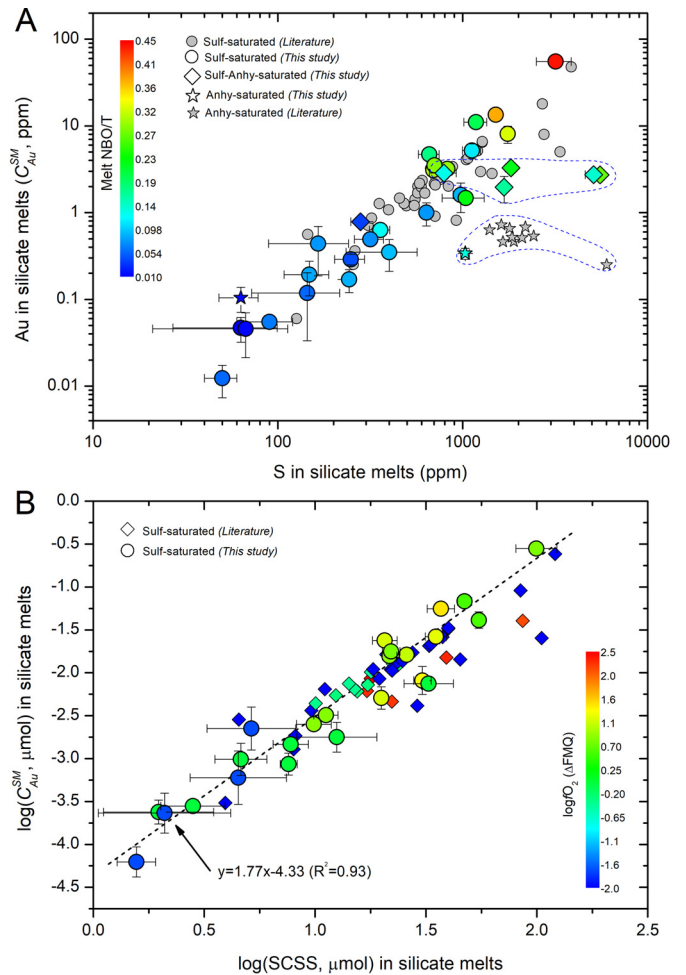 A
0.45
0.41
0.36
0.32
0.28
0.23
0.19
0.14
0.098
0.054
0.010
Melt NBO/T
Sulf-saturated (Literature)
Sulf-saturated (This study)
Sulf-Anhy-saturated (This study)
Anhy-saturated (This study)
Anhy-saturated (Literature)
100
10
1
0.1
0.01
Au in silicate melts (C_Au^SM, ppm)
10
100
1000
10000
S in silicate melts (ppm)
B
Sulf-saturated (Literature)
Sulf-saturated (This study)
0.0
-0.5
-1.0
-1.5
-2.0
-2.5
-3.0
-3.5
-4.0
-4.5
log(C_Au^SM, μmol) in silicate melts
2.5
2.1
1.6
1.2
0.70
0.25
-0.20
-0.65
-1.1
-1.6
-2.0
logfO₂ (ΔFMQ)
y=1.77x-4.33 (R²=0.93)
0.0
0.5
1.0
1.5
2.0
2.5
log(SCSS, μmol) in silicate melts